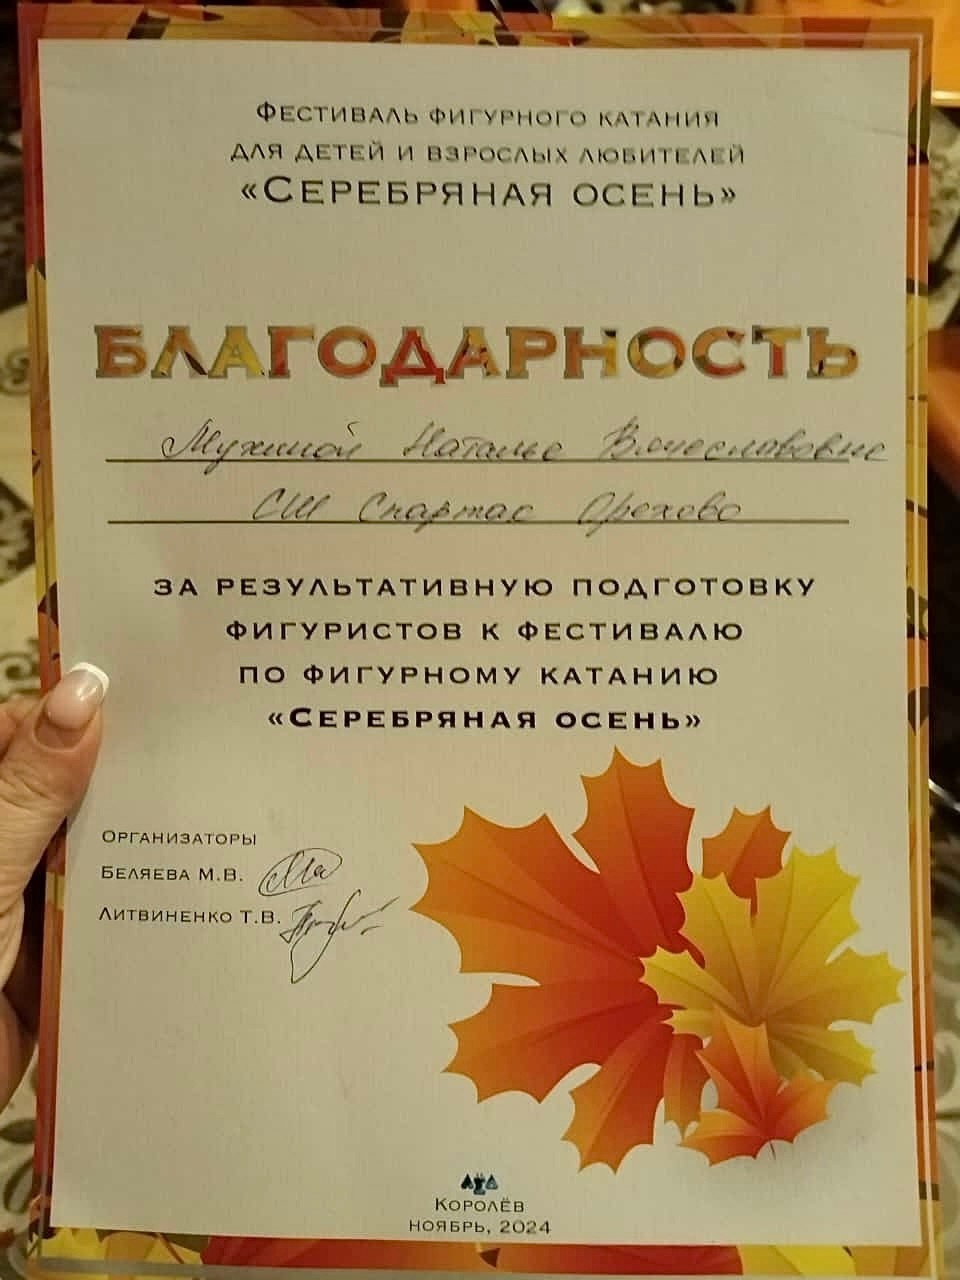 Фестиваль фигурного катания
для детей и взрослых любителей
«Серебряная осень»
БЛАГОДАРНОСТЬ
Мухиной Наталье Вячеславовне
СШ Спартак Орехово
за результативную подготовку
фигуристов к фестивалю
по фигурному катанию
«Серебряная осень»
Организаторы
Беляева М.В.
Литвиненко Т.В.
Королёв
ноябрь, 2024